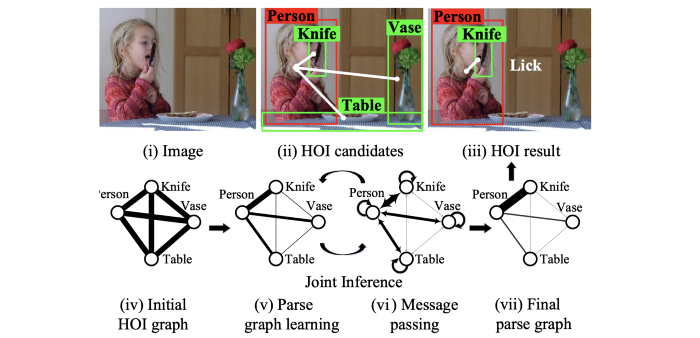 Person
Knife
Vase
Table
Person
Knife
Lick
(i) Image
(ii) HOI candidates
(iii) HOI result
Person
Knife
Vase
Table
Person
Knife
Vase
Table
Person
Knife
Vase
Table
Person
Knife
Vase
Table
Joint Inference
(iv) Initial
HOI graph
(v) Parse
graph learning
(vi) Message
passing
(vii) Final
parse graph